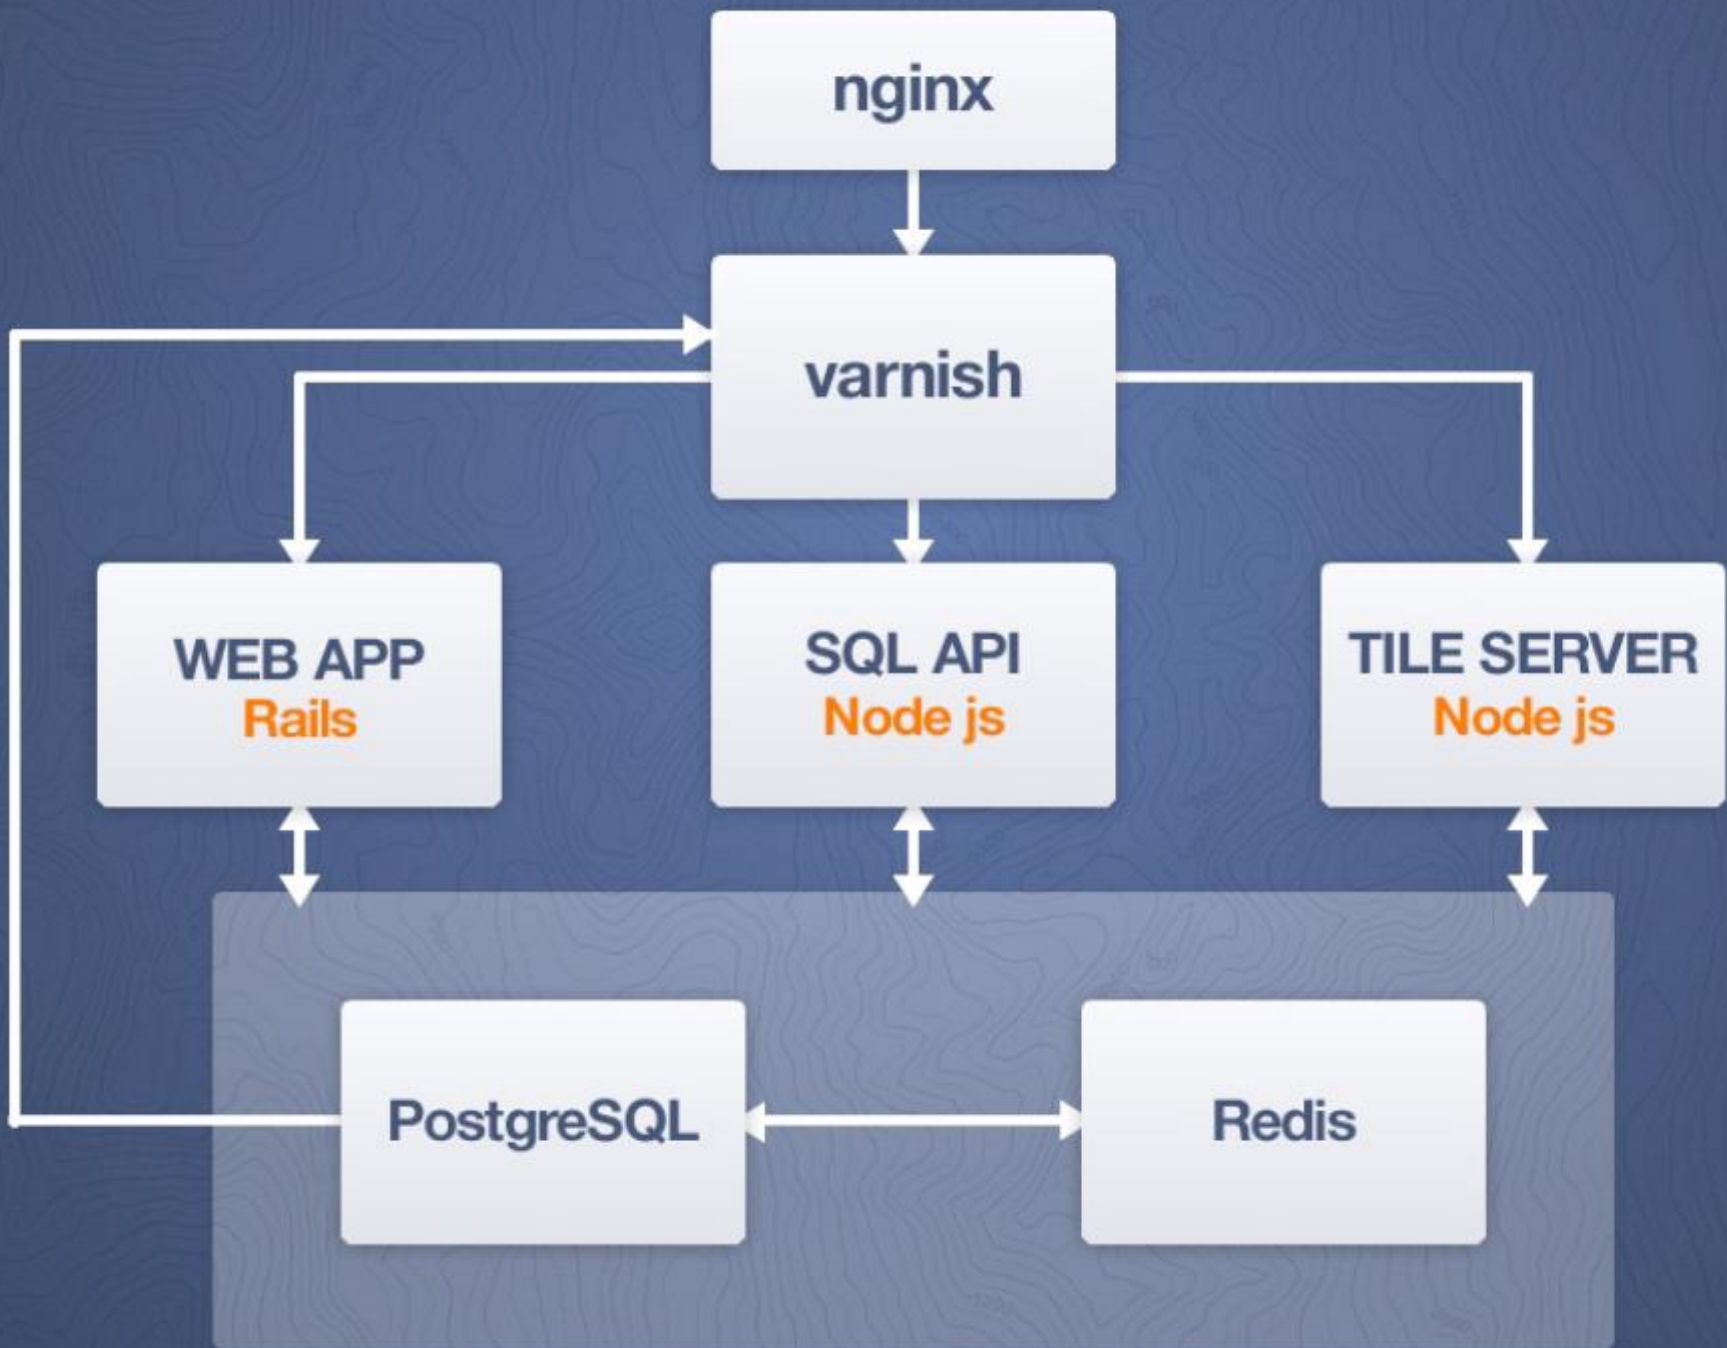 nginx
varnish
WEB APP
Rails
SQL API
Node js
TILE SERVER
Node js
PostgreSQL
Redis